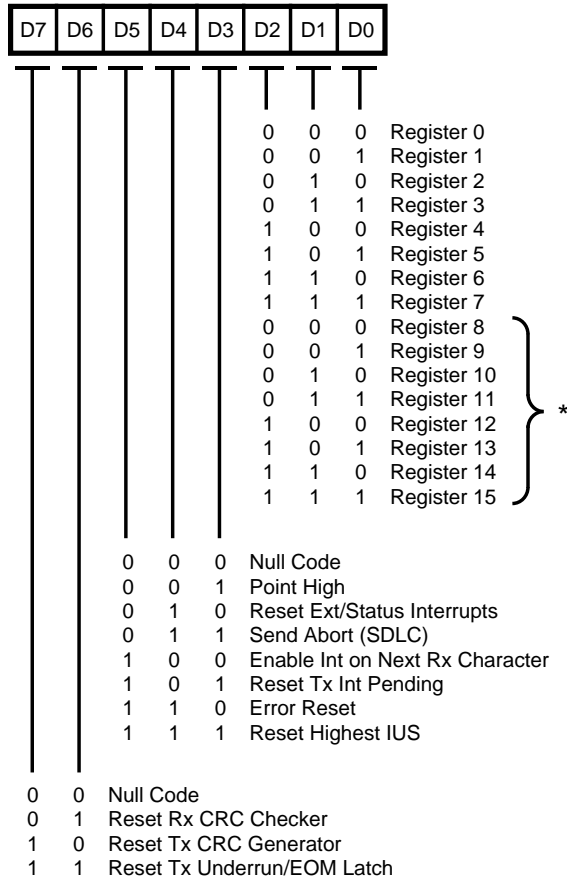 D7 D6 D5 D4 D3 D2 D1 D0
0 0 0 Register 0
0 0 1 Register 1
0 1 0 Register 2
0 1 1 Register 3
1 0 0 Register 4
1 0 1 Register 5
1 1 0 Register 6
1 1 1 Register 7
0 0 0 Register 8
0 0 1 Register 9
0 1 0 Register 10
0 1 1 Register 11
*
1 0 0 Register 12
1 0 1 Register 13
1 1 0 Register 14
1 1 1 Register 15
0 0 0 Null Code
0 0 1 Point High
0 1 0 Reset Ext/Status Interrupts
0 1 1 Send Abort (SDLC)
1 0 0 Enable Int on Next Rx Character
1 0 1 Reset Tx Int Pending
1 1 0 Error Reset
1 1 1 Reset Highest IUS
0 0 Null Code
0 1 Reset Rx CRC Checker
1 0 Reset Tx CRC Generator
1 1 Reset Tx Underrun/EOM Latch